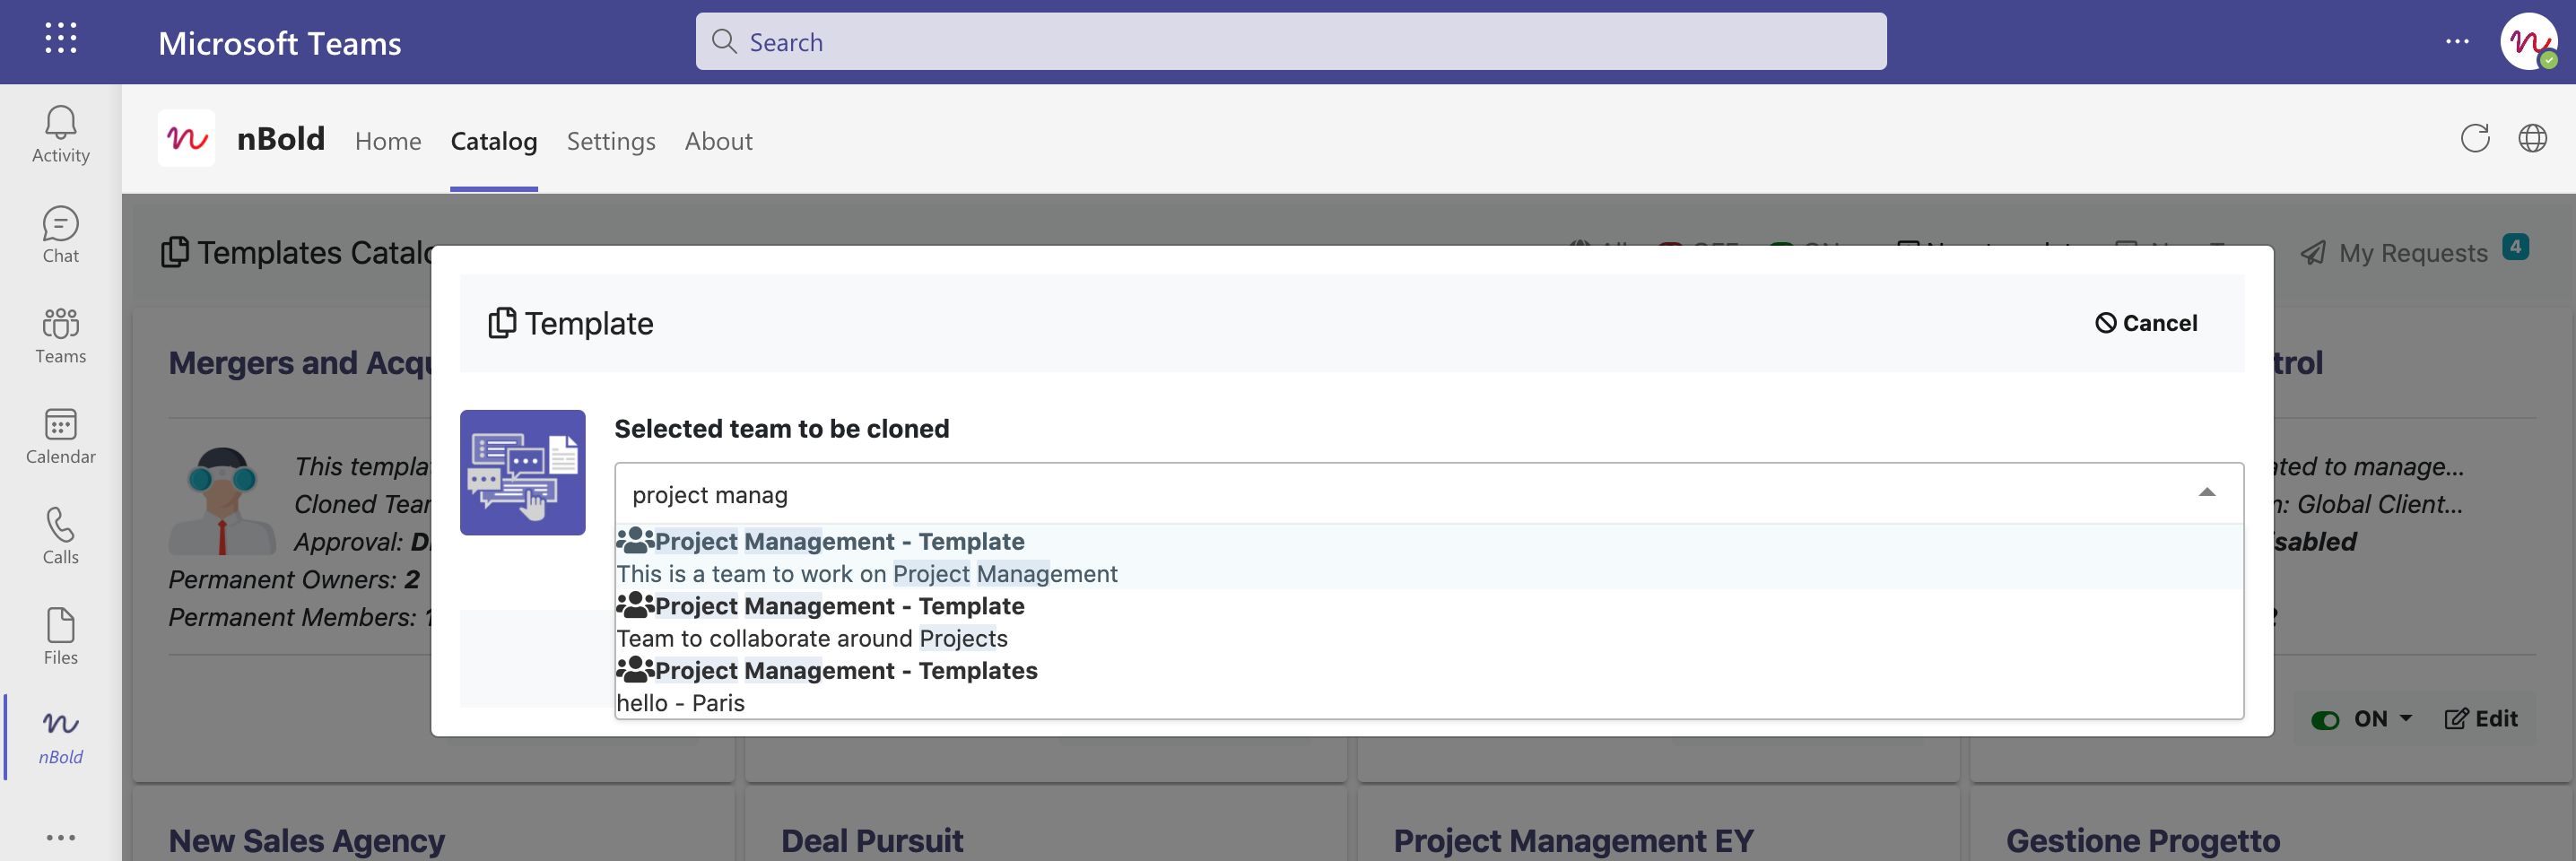 Microsoft Teams
Search
Activity
Chat
Teams
Calendar
Calls
Files
nBold
nBold Home Catalog Settings About
Templates Catalo
My Requests 4
Template
Cancel
Selected team to be cloned
project manag
Project Management - Template
This is a team to work on Project Management
Project Management - Template
Team to collaborate around Projects
Project Management - Templates
hello - Paris
Mergers and Acqu
This templa
Cloned Tear
Approval: D
Permanent Owners: 2
Permanent Members: 1
trol
ated to manage...
n: Global Client...
sabled
2
ON Edit
New Sales Agency
Deal Pursuit
Project Management EY
Gestione Progetto